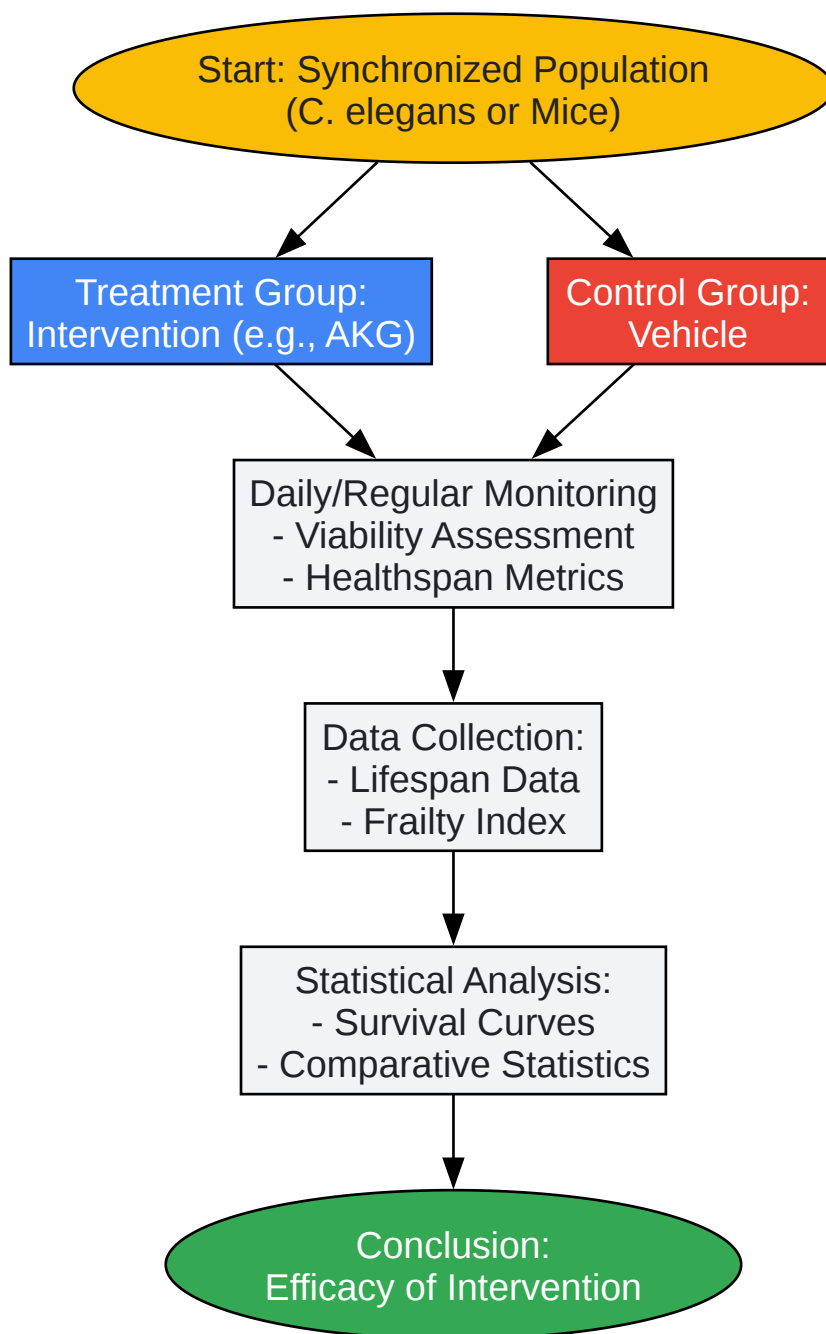 Start: Synchronized Population
(C. elegans or Mice)
Treatment Group:
Intervention (e.g., AKG)
Control Group:
Vehicle
Daily/Regular Monitoring
- Viability Assessment
- Healthspan Metrics
Data Collection:
- Lifespan Data
- Frailty Index
Statistical Analysis:
- Survival Curves
- Comparative Statistics
Conclusion:
Efficacy of Intervention